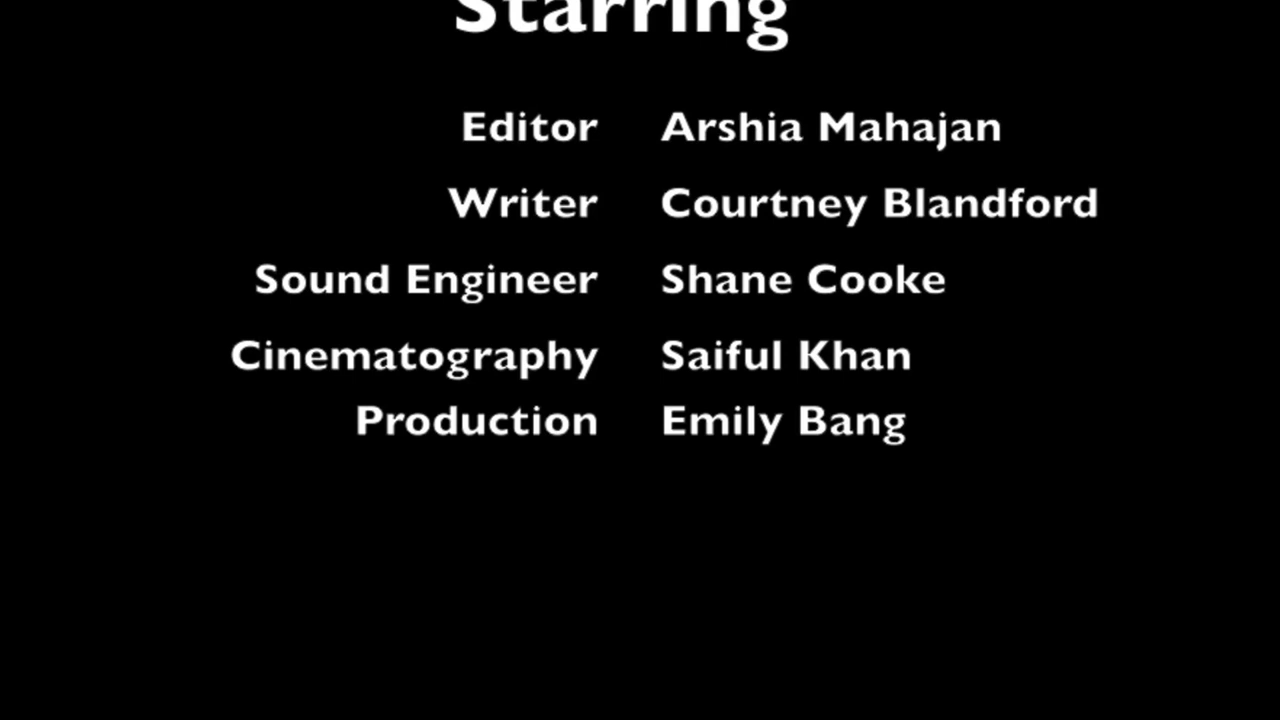 Starring
Editor Arshia Mahajan
Writer Courtney Blandford
Sound Engineer Shane Cooke
Cinematography Saiful Khan
Production Emily Bang